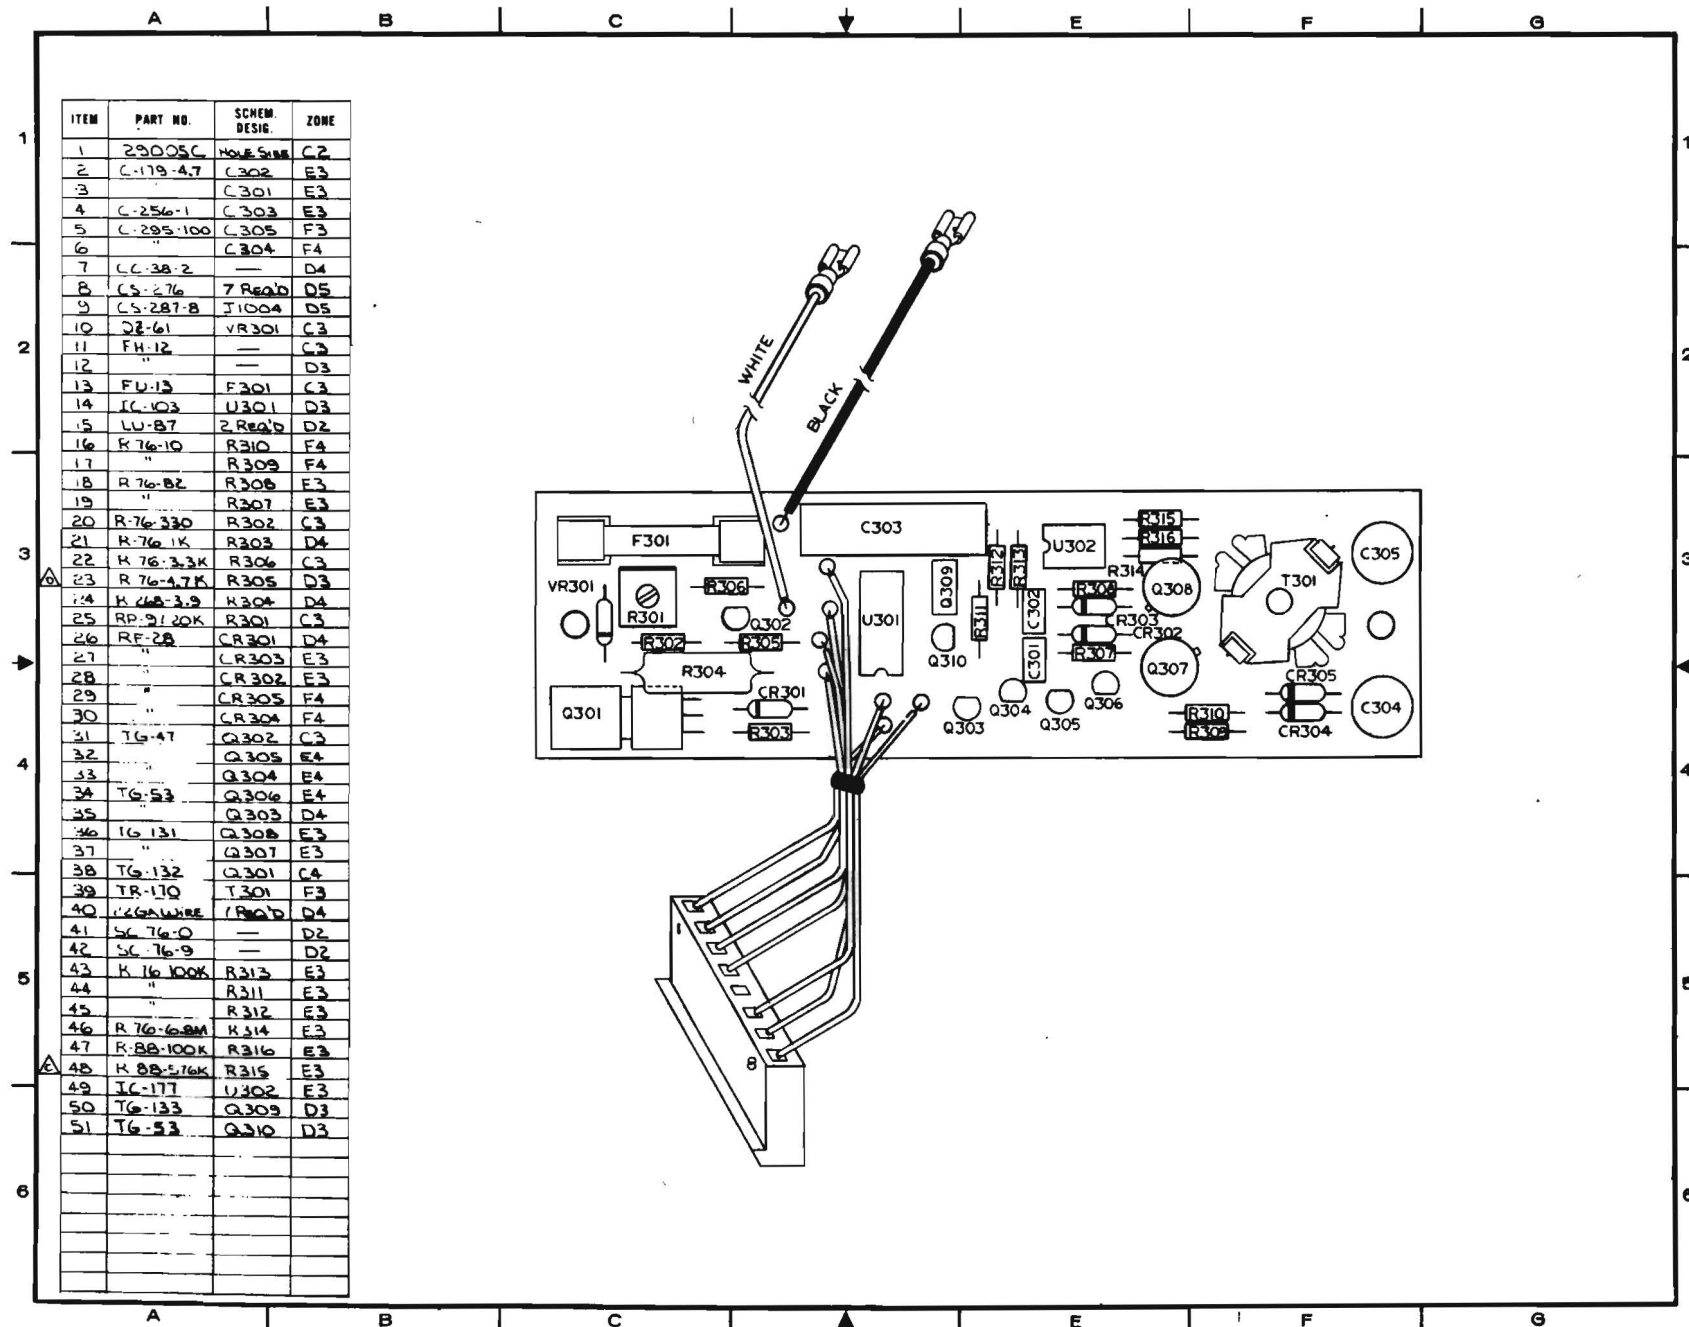 A B C E F G
ITEM PART NO. SCHEM. DESIG. ZONE
1 29005C HOLE SIDE C2
2 C-179-4.7 C302 E3
3 C301 E3
4 C-256-1 C303 E3
5 C-295-100 C305 F3
6 " C304 F4
7 CC-38-2 — D4
8 CS-276 7 REQ'D D5
9 CS-287-8 J1004 D5
10 DZ-61 VR301 C3
11 FH-12 — C3
12 " — D3
13 FU-13 F301 C3
14 IC-103 U301 D3
15 LU-87 2 REQ'D D2
16 R 76-10 R310 F4
17 " R309 F4
18 R 76-82 R308 E3
19 " R307 E3
20 R-76-330 R302 C3
21 R-76 1K R303 D4
22 R 76-3.3K R306 C3
23 R 76-4.7K R305 D3
24 R 268-3.9 R304 D4
25 RP-91 20K R301 C3
26 RF-28 CR301 D4
27 " CR303 E3
28 " CR302 E3
29 " CR305 F4
30 " CR304 F4
31 TG-47 Q302 C3
32 Q305 E4
33 " Q304 E4
34 TG-53 Q306 E4
35 " Q303 D4
36 TG 131 Q308 E3
37 " Q307 E3
38 TG-132 Q301 C4
39 TR-170 T301 F3
40 GA WIRE REQ'D D4
41 SC 76-0 — D2
42 SC 76-9 — D2
43 R 76 100K R313 E3
44 " R311 E3
45 " R312 E3
46 R 76-6.8M R314 E3
47 R-88-100K R316 E3
48 R 88-576K R315 E3
49 IC-177 U302 E3
50 TG-133 Q309 D3
51 TG-53 Q310 D3
1 1
2 2
3 3
4 4
5 5
6 6
D
C
WHITE
BLACK
F301
C303
U302
R315
R316
C305
VR301
R306
R312
R313
R314
T301
R301
Q302
U301
Q309
R311
C302
R308
Q308
R303
CR302
R302
R305
Q310
C301
R307
Q307
R304
CR305
Q301
CR301
Q303
Q304
Q305
Q306
R310
C304
R303
R309
CR304
1
8
A B C E F G